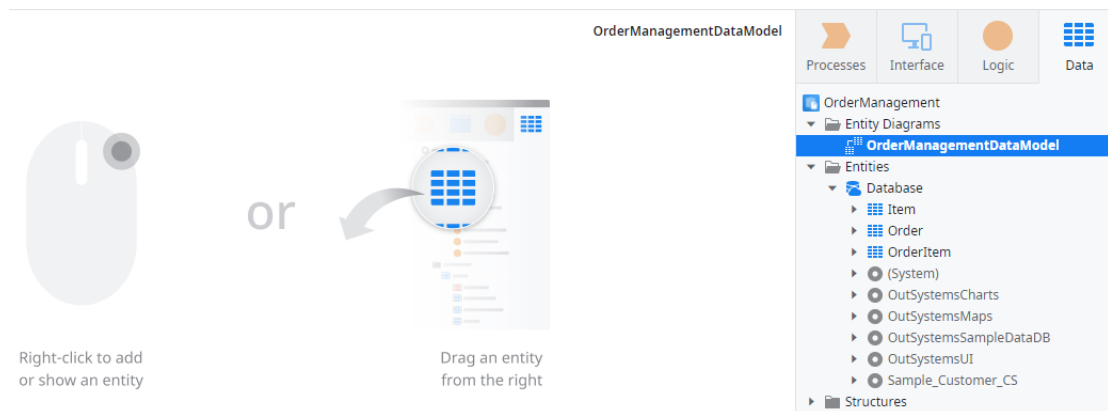 OrderManagementDataModel
Processes
Interface
Logic
Data
OrderManagement
Entity Diagrams
OrderManagementDataModel
Entities
Database
Item
Order
OrderItem
(System)
OutSystemsCharts
OutSystemsMaps
OutSystemsSampleDataDB
OutSystemsUI
Sample_Customer_CS
Structures
or
Right-click to add
or show an entity
Drag an entity
from the right